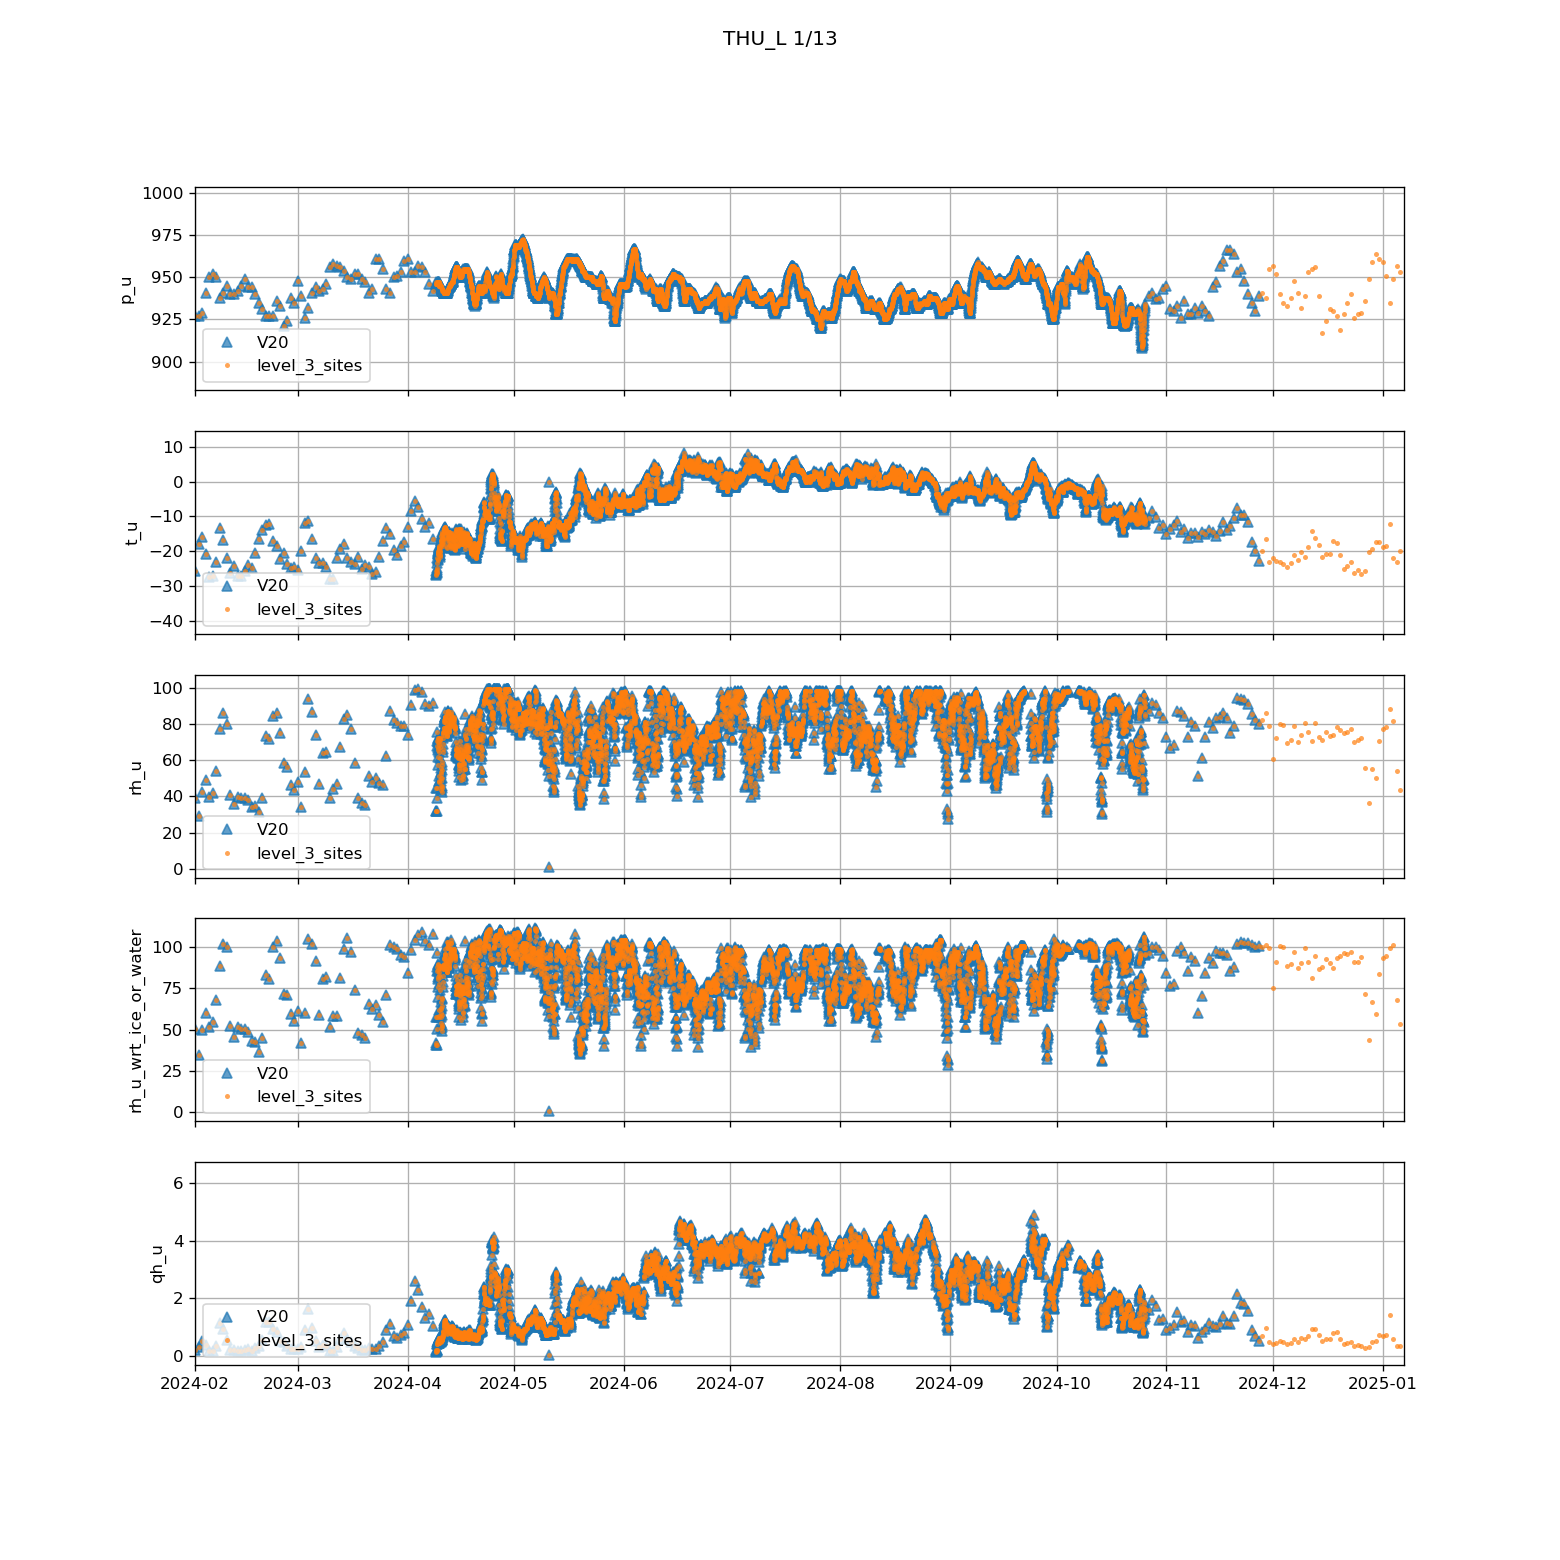 THU_L 1/13
1000
975
950
925
900
p_u
V20
level_3_sites
10
0
−10
−20
−30
−40
t_u
V20
level_3_sites
100
80
60
40
20
0
rh_u
V20
level_3_sites
100
75
50
25
0
rh_u_wrt_ice_or_water
V20
level_3_sites
6
4
2
0
qh_u
V20
level_3_sites
2024-02 2024-03 2024-04 2024-05 2024-06 2024-07 2024-08 2024-09 2024-10 2024-11 2024-12 2025-01